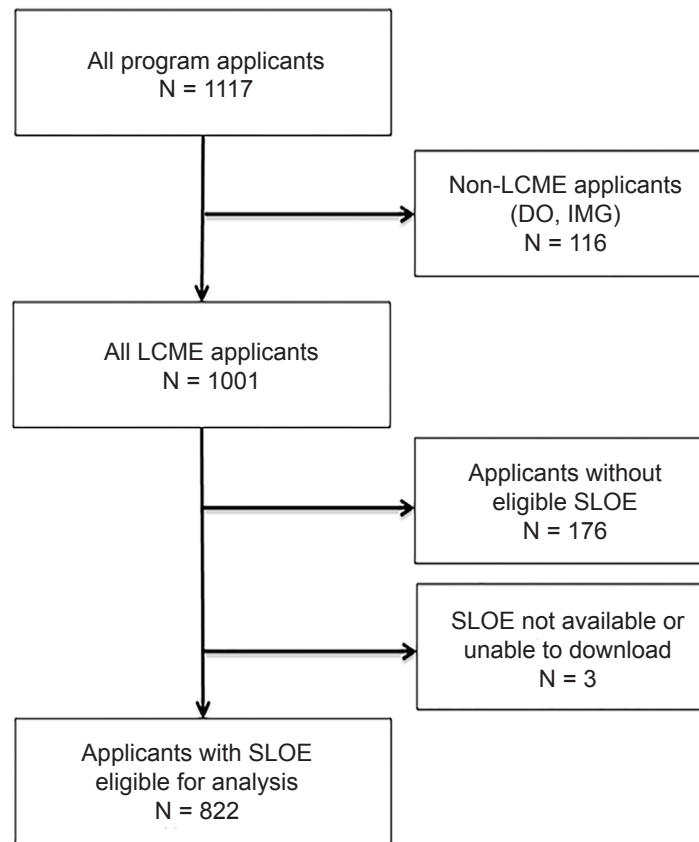 All program applicants
N = 1117
Non-LCME applicants
(DO, IMG)
N = 116
All LCME applicants
N = 1001
Applicants without
eligible SLOE
N = 176
SLOE not available or
unable to download
N = 3
Applicants with SLOE
eligible for analysis
N = 822